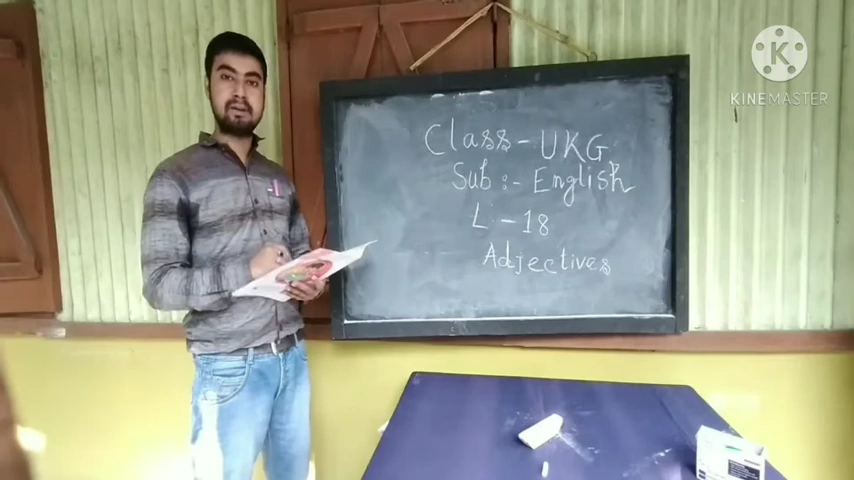 Class - UKG
Sub :- English
L - 18
Adjectives
KINEMASTER